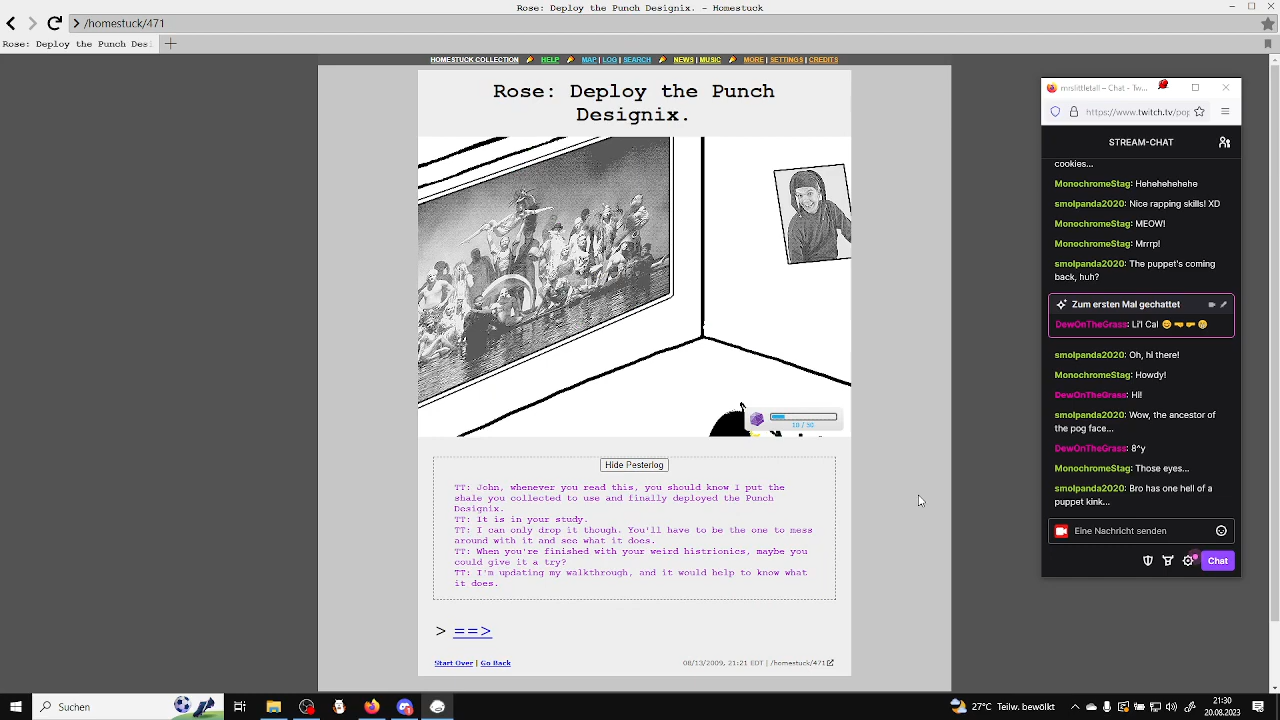 Rose: Deploy the Punch Designix. - Homestuck
/homestuck/471
Rose: Deploy the Punch Des:
HOMESTUCK COLLECTION HELP MAP | LOG | SEARCH NEWS | MUSIC MORE | SETTINGS | CREDITS
Rose: Deploy the Punch
Designix.
10 / 50
Hide Pesterlog
TT: John, whenever you read this, you should know I put the
shale you collected to use and finally deployed the Punch
Designix.
TT: It is in your study.
TT: I can only drop it though. You'll have to be the one to mess
around with it and see what it does.
TT: When you're finished with your weird histrionics, maybe you
could give it a try?
TT: I'm updating my walkthrough, and it would help to know what
it does.
> ==>
Start Over | Go Back
08/13/2009, 21:21 EDT | /homestuck/471
mrslittletall – Chat - Tw...
https://www.twitch.tv/pop
STREAM-CHAT
cookies...
MonochromeStag: Hehehehehehe
smolpanda2020: Nice rapping skills! XD
MonochromeStag: MEOW!
MonochromeStag: Mrrrp!
smolpanda2020: The puppet's coming
back, huh?
Zum ersten Mal gechattet
DewOnTheGrass: Li'l Cal
smolpanda2020: Oh, hi there!
MonochromeStag: Howdy!
DewOnTheGrass: Hi!
smolpanda2020: Wow, the ancestor of
the pog face...
DewOnTheGrass: 8^y
MonochromeStag: Those eyes...
smolpanda2020: Bro has one hell of a
puppet kink...
Eine Nachricht senden
Chat
Suchen
27°C Teilw. bewölkt
21:30
20.08.2023